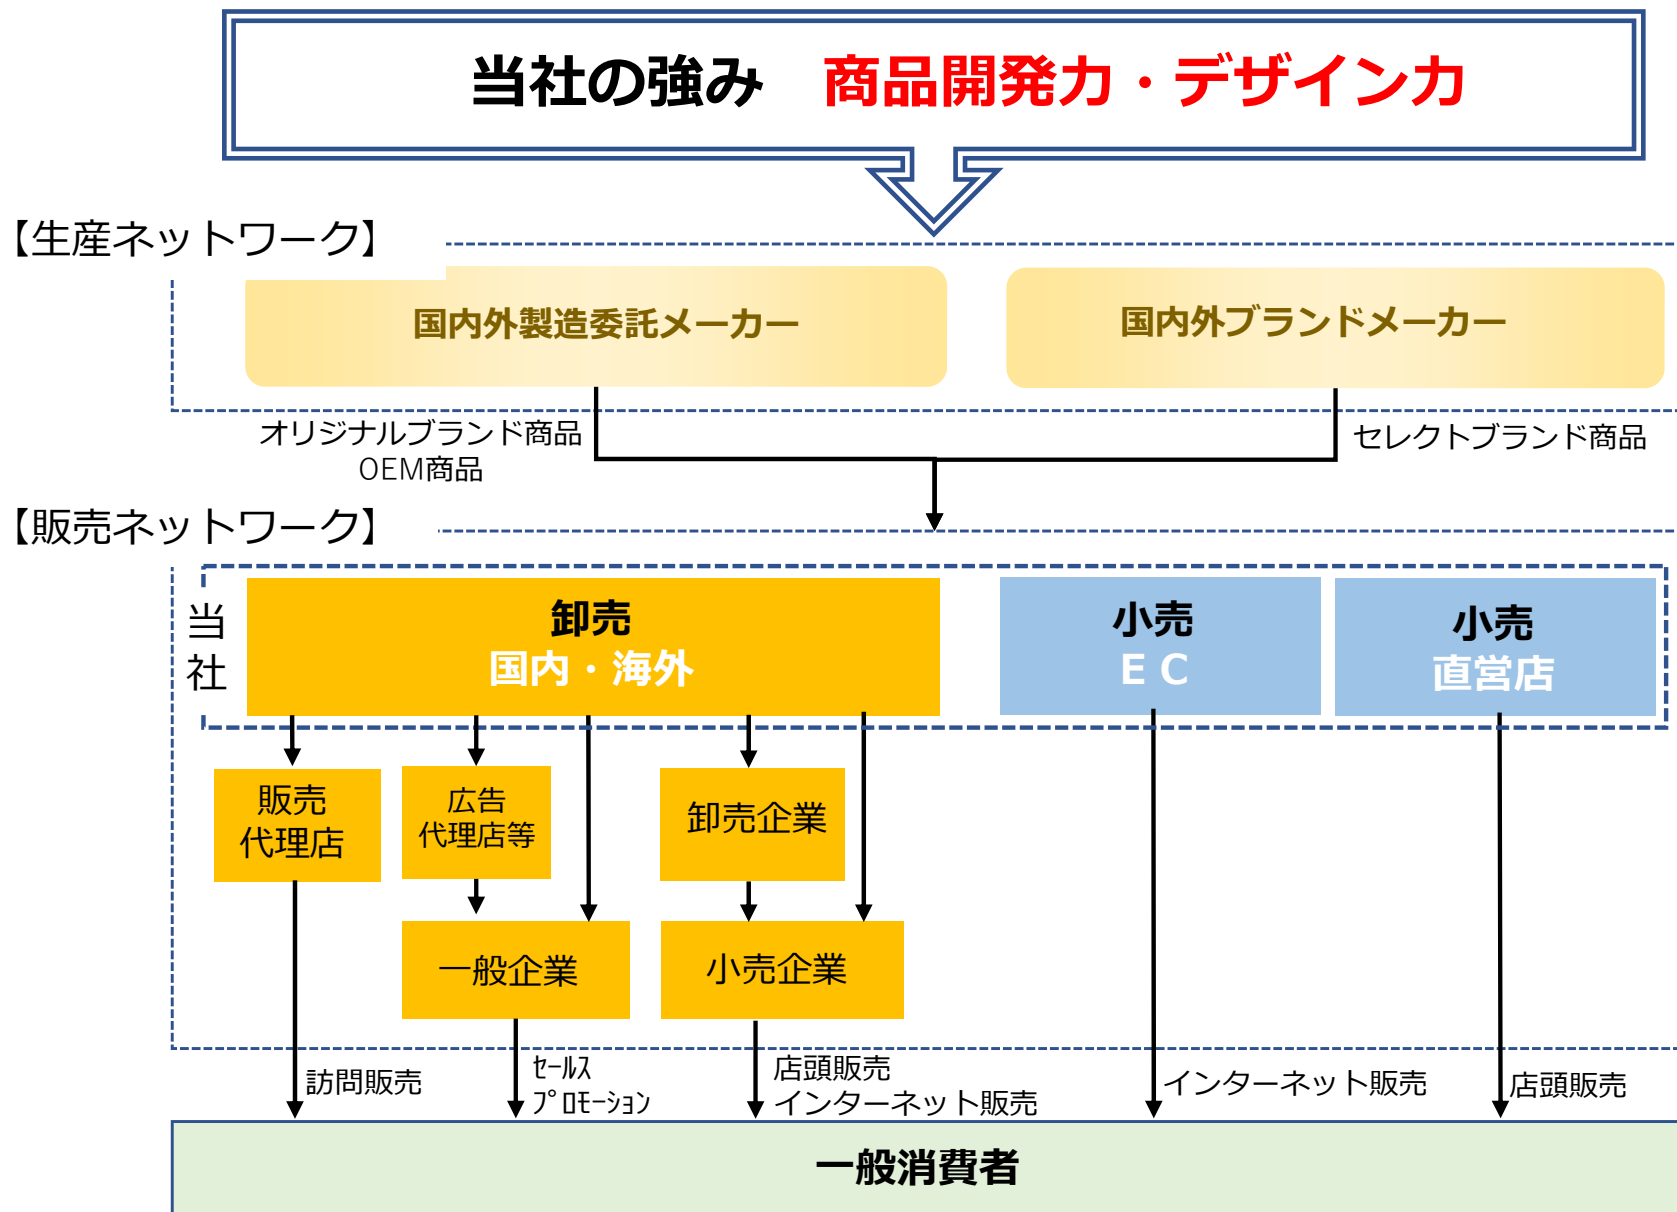 当社の強み　商品開発力・デザイン力
【生産ネットワーク】
国内外製造委託メーカー
国内外ブランドメーカー
オリジナルブランド商品
OEM商品
セレクトブランド商品
【販売ネットワーク】
当
社
卸売
国内・海外
小売
ＥＣ
小売
直営店
販売
代理店
広告
代理店等
卸売企業
一般企業
小売企業
訪問販売
ｾｰﾙｽ
ﾌﾟﾛﾓｰｼｮﾝ
店頭販売
インターネット販売
インターネット販売
店頭販売
一般消費者